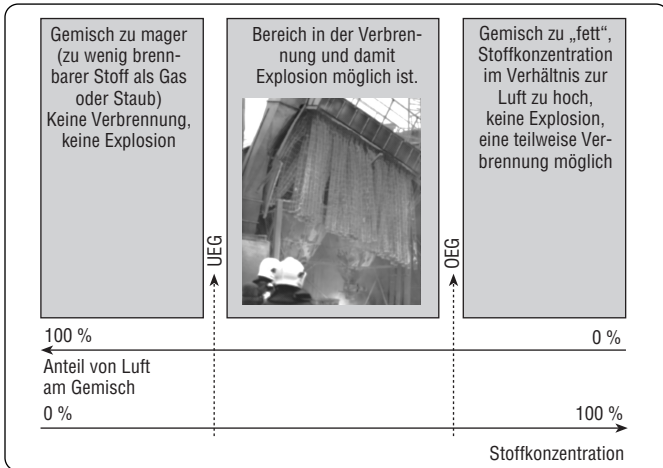 Gemisch zu mager
(zu wenig brenn-
barer Stoff als Gas
oder Staub)
Keine Verbrennung,
keine Explosion
Bereich in der Verbren-
nung und damit
Explosion möglich ist.
Gemisch zu „fett“,
Stoffkonzentration
im Verhältnis zur
Luft zu hoch,
keine Explosion,
eine teilweise Ver-
brennung möglich
UEG
OEG
100 %
0 %
Anteil von Luft
am Gemisch
0 %
100 %
Stoffkonzentration